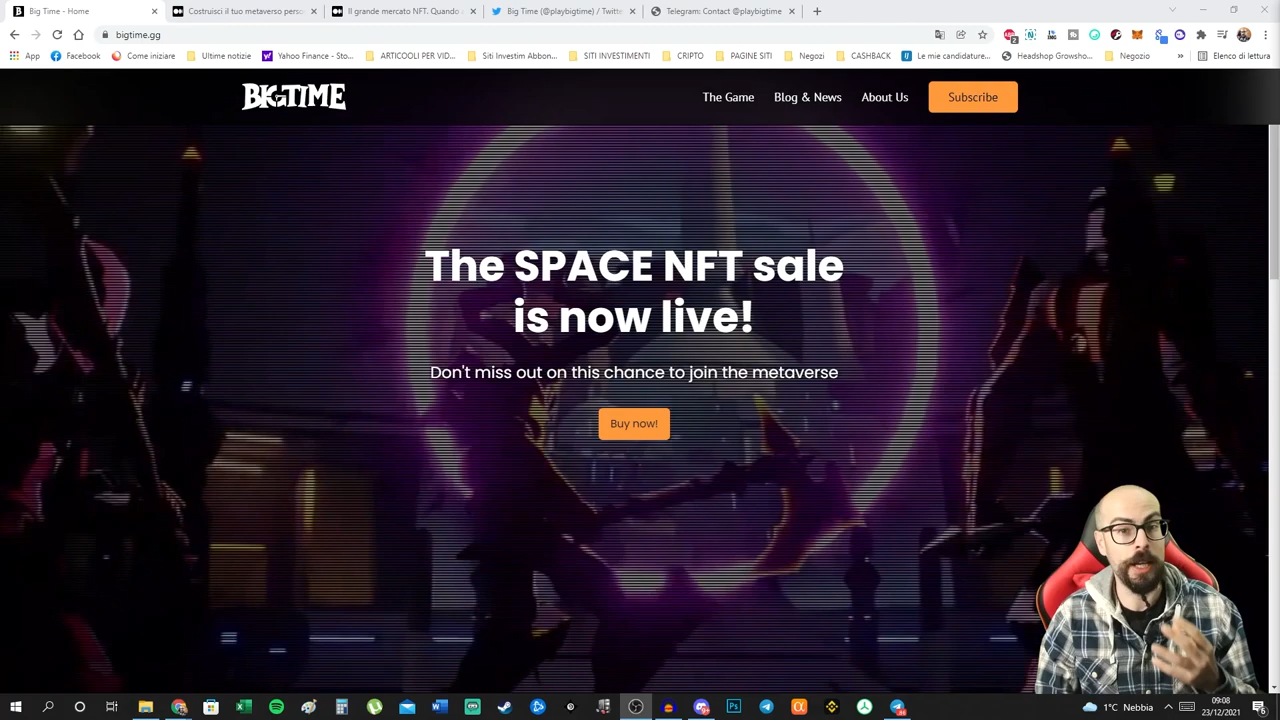 Big Time - Home
Costruisci il tuo metaverso perso
Il grande mercato NFT. Quando
Big Time (@playbigtime) / Twitte
Telegram: Contact @playbigtime
bigtime.gg
App
Facebook
Come iniziare
Ultime notizie
Yahoo Finance - Sto...
ARTICOOLI PER VID...
Siti Investim Abbon...
SITI INVESTIMENTI
CRIPTO
PAGINE SITI
Negozi
CASHBACK
Le mie candidature...
Headshop Growsho...
Negozio
»
Elenco di lettura
BIGTIME
The Game
Blog & News
About Us
Subscribe
The SPACE NFT sale
is now live!
Don't miss out on this chance to join the metaverse
Buy now!
1°C Nebbia
09:08
23/12/2021